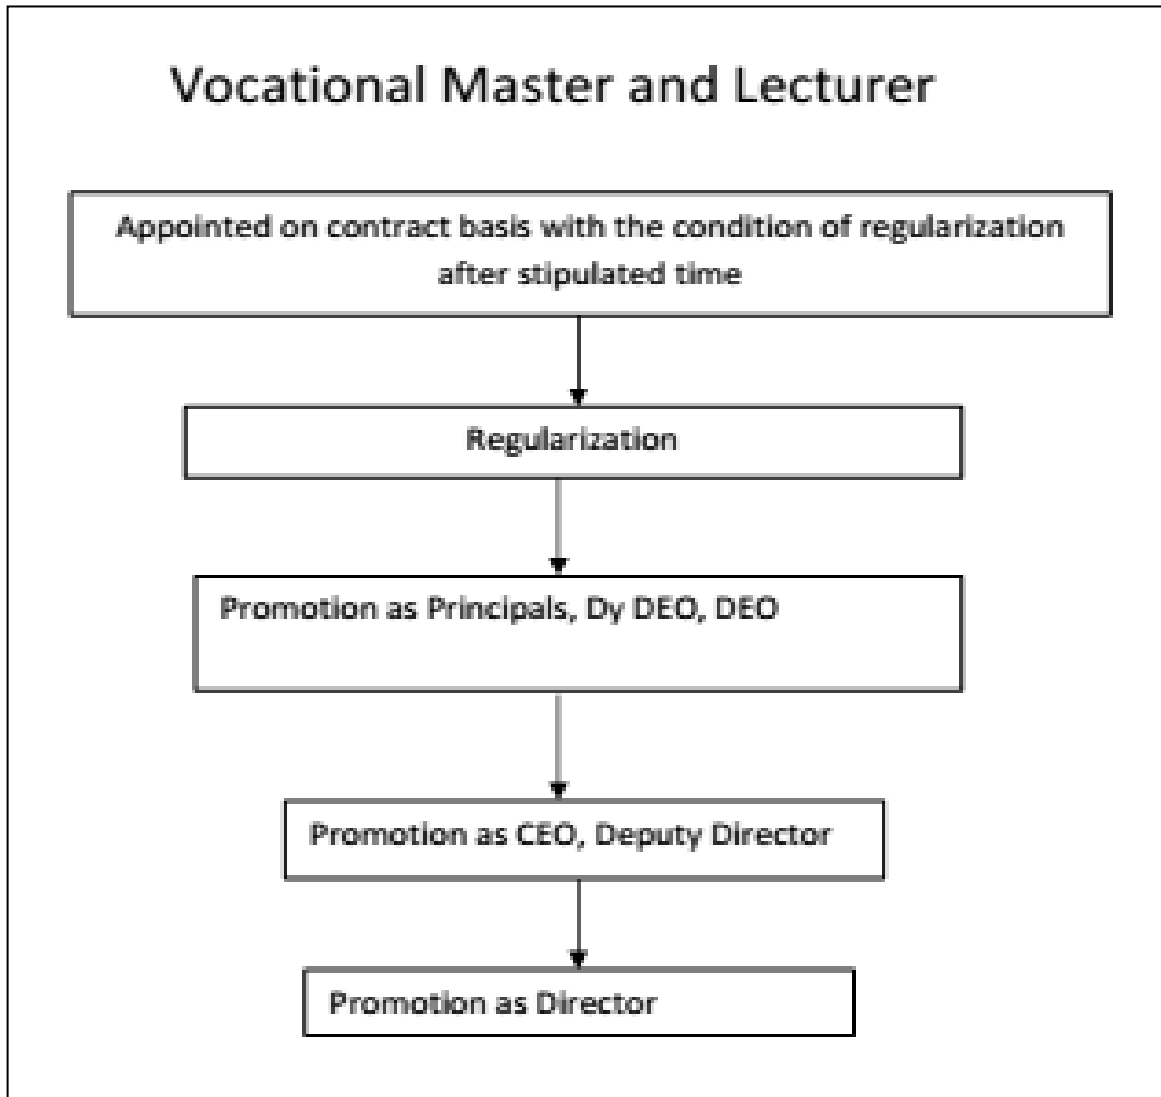 Vocational Master and Lecturer
Appointed on contract basis with the condition of regularization
after stipulated time
Regularization
Promotion as Principals, Dy DEO, DEO
Promotion as CEO, Deputy Director
Promotion as Director